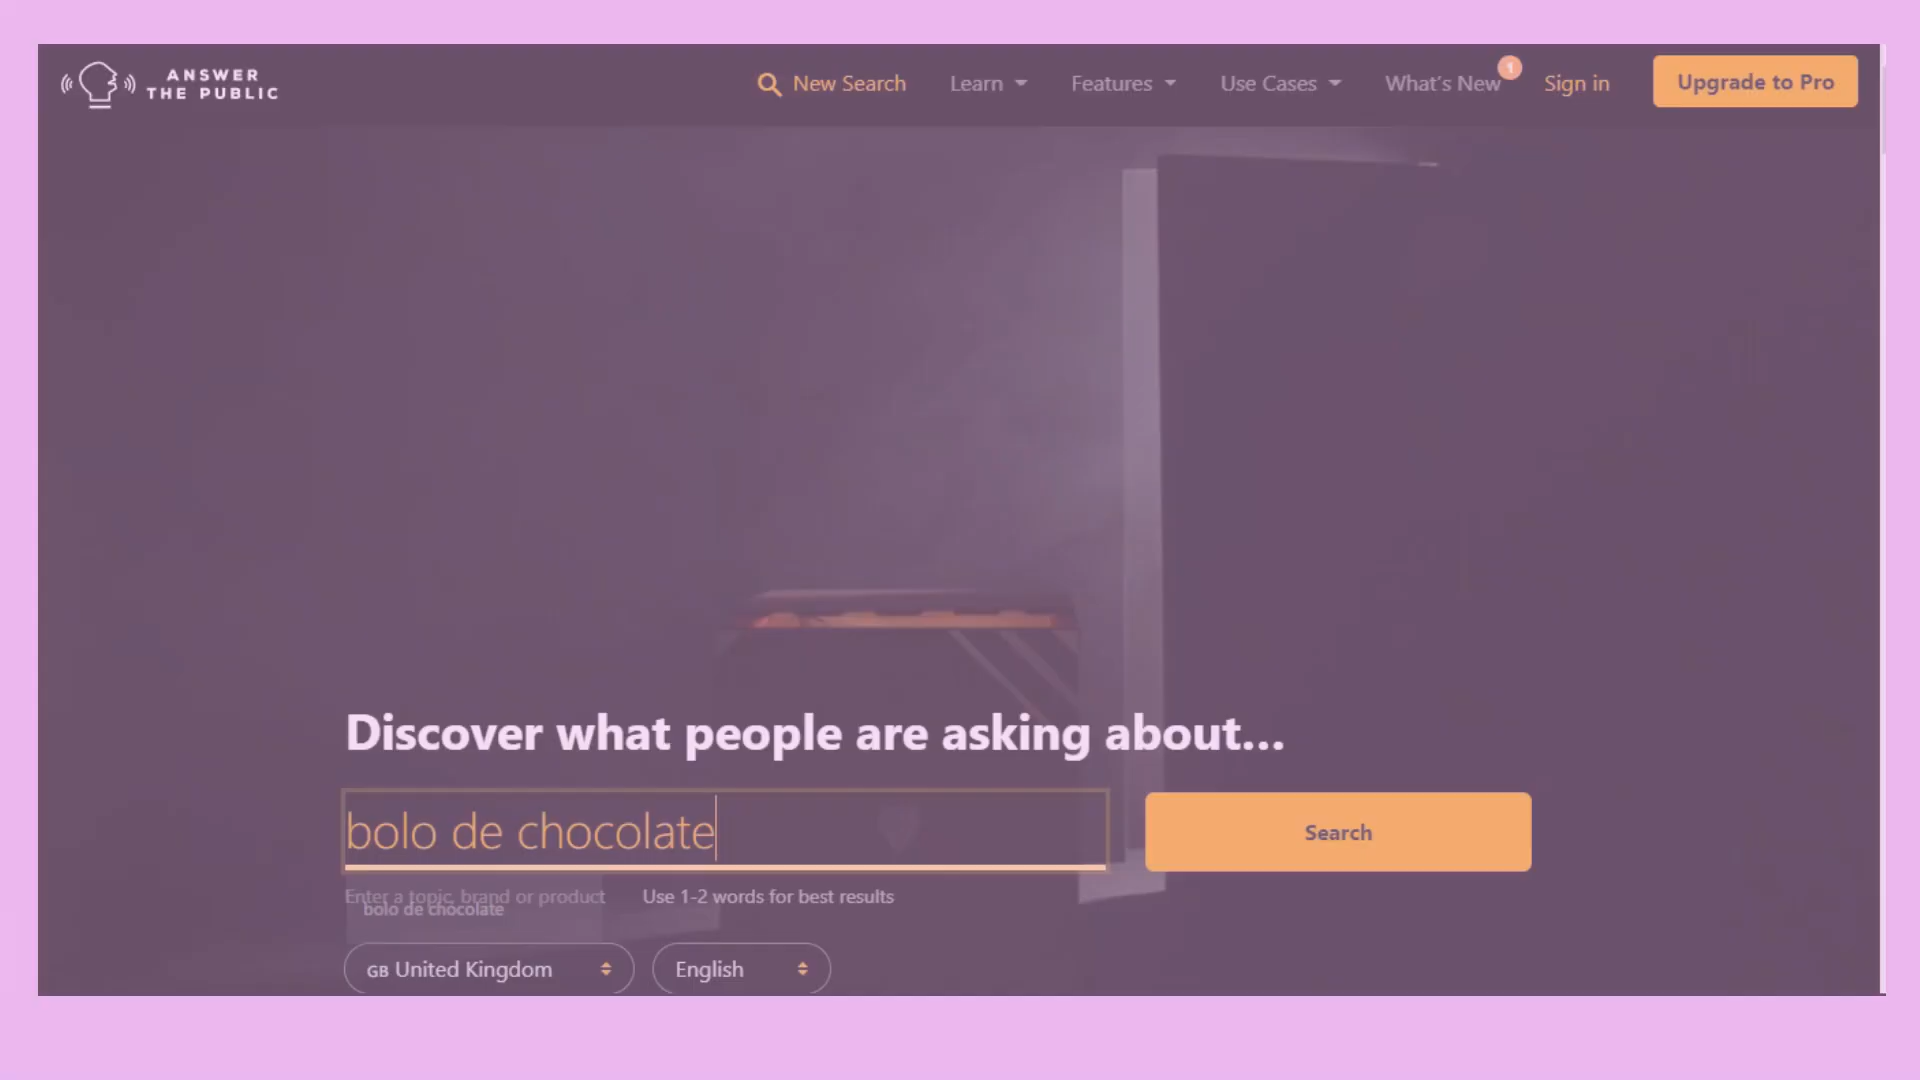 ANSWER
THE PUBLIC
New Search
Learn
Features
Use Cases
What's New
1
Sign in
Upgrade to Pro
Discover what people are asking about...
bolo de chocolate
Search
Enter a topic, brand or product
Use 1-2 words for best results
bolo de chocolate
GB United Kingdom
English